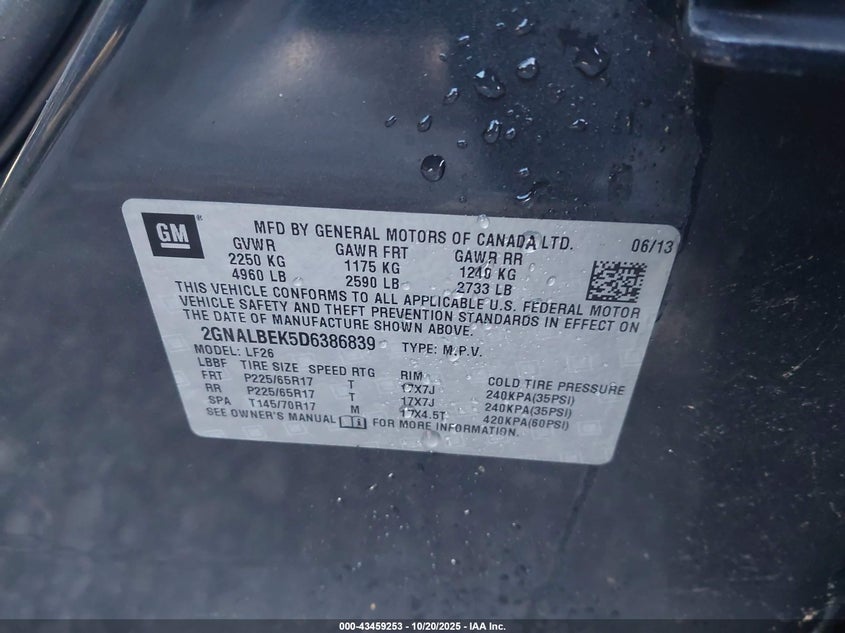 GM ®
MFD BY GENERAL MOTORS OF CANADA LTD. 06/13
GVWR GAWR FRT GAWR RR
2250 KG 1175 KG 1240 KG
4960 LB 2590 LB 2733 LB
THIS VEHICLE CONFORMS TO ALL APPLICABLE U.S. FEDERAL MOTOR
VEHICLE SAFETY AND THEFT PREVENTION STANDARDS IN EFFECT ON
THE DATE OF MANUFACTURE SHOWN ABOVE.
2GNALBEK5D6386839 TYPE: M.P.V.
MODEL: LF26
LBBF TIRE SIZE SPEED RTG RIM COLD TIRE PRESSURE
FRT P225/65R17 T 17X7J 240KPA(35PSI)
RR P225/65R17 T 17X7J 240KPA(35PSI)
SPA T145/70R17 M 17X4.5T 420KPA(60PSI)
SEE OWNER'S MANUAL FOR MORE INFORMATION.
000-43459253 - 10/20/2025 - IAA Inc.